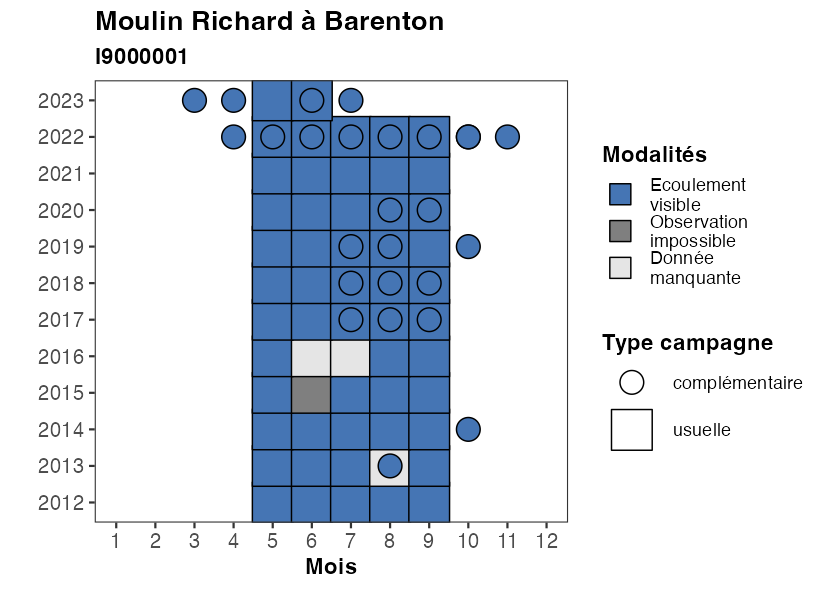 Moulin Richard à Barenton
I9000001
2023
2022
2021
2020
2019
2018
2017
2016
2015
2014
2013
2012
1 2 3 4 5 6 7 8 9 10 11 12
Mois
Modalités
Ecoulement
visible
Observation
impossible
Donnée
manquante
Type campagne
complémentaire
usuelle